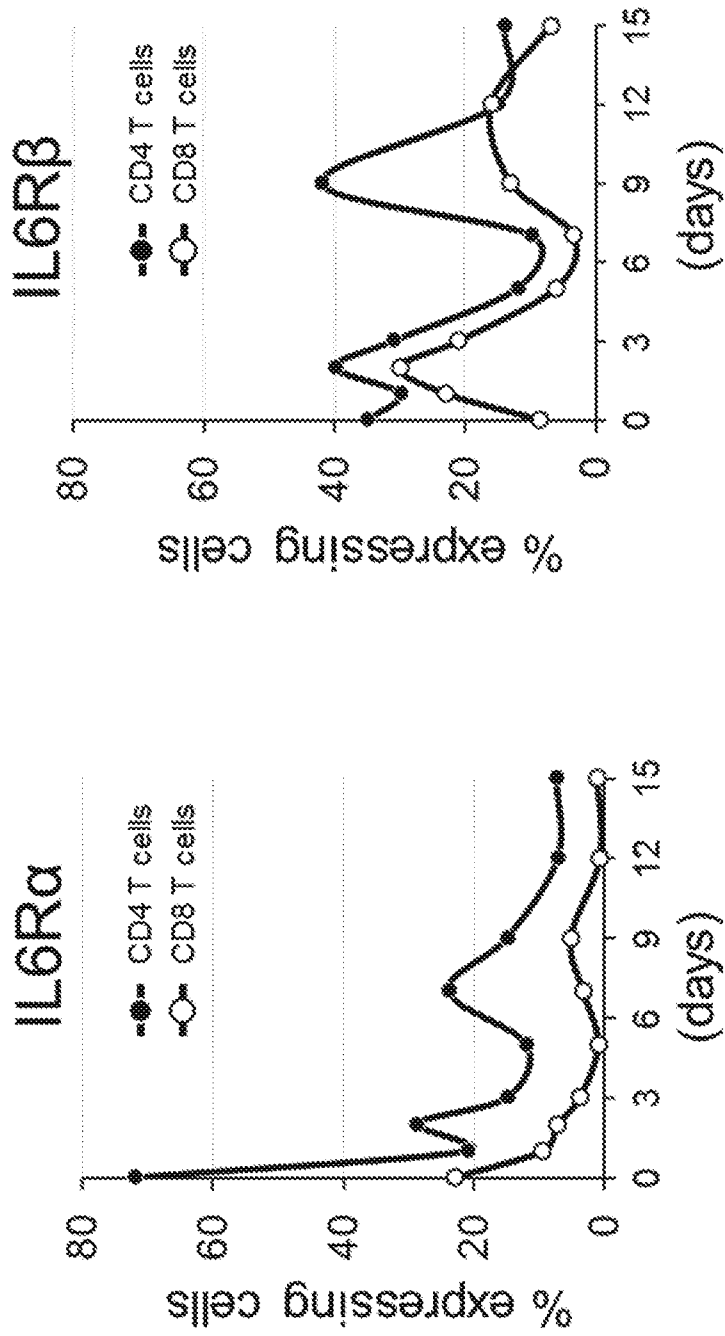 IL6Rα
CD4 T cells
CD8 T cells
% expressing cells
80
60
40
20
0
0
3
6
9
12
15
(days)
IL6Rβ
CD4 T cells
CD8 T cells
% expressing cells
80
60
40
20
0
0
3
6
9
12
15
(days)